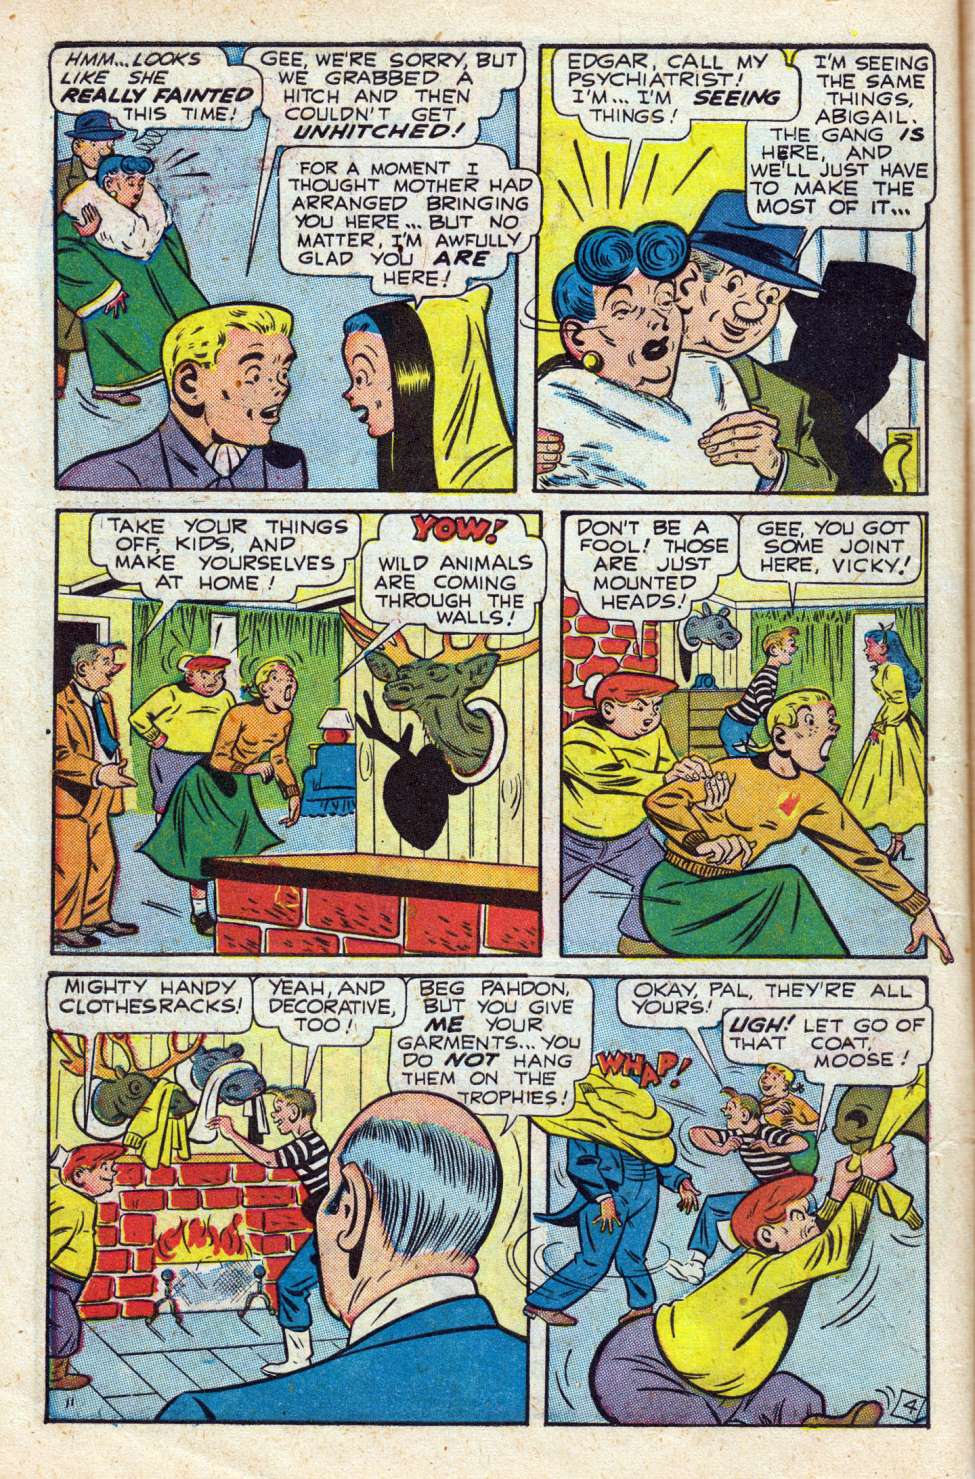 HMM...LOOKS
LIKE SHE
REALLY FAINTED
THIS TIME!
GEE, WE'RE SORRY, BUT
WE GRABBED A
HITCH AND THEN
COULDN'T GET
UNHITCHED!
FOR A MOMENT I
THOUGHT MOTHER HAD
ARRANGED BRINGING
YOU HERE... BUT NO
MATTER, I'M AWFULLY
GLAD YOU ARE
HERE!
EDGAR, CALL MY
PSYCHIATRIST!
I'M... I'M SEEING
THINGS!
I'M SEEING
THE SAME
THINGS,
ABIGAIL.
THE GANG IS
HERE, AND
WE'LL JUST HAVE
TO MAKE THE
MOST OF IT...
TAKE YOUR THINGS
OFF, KIDS, AND
MAKE YOURSELVES
AT HOME!
YOW!
WILD ANIMALS
ARE COMING
THROUGH THE
WALLS!
DON'T BE A
FOOL! THOSE
ARE JUST
MOUNTED
HEADS!
GEE, YOU GOT
SOME JOINT
HERE, VICKY!
MIGHTY HANDY
CLOTHESRACKS!
YEAH, AND
DECORATIVE,
TOO!
BEG PAHDON,
BUT YOU GIVE
ME YOUR
GARMENTS... YOU
DO NOT HANG
THEM ON THE
TROPHIES!
OKAY, PAL, THEY'RE ALL
YOURS!
WHAP!
UGH! LET GO OF
THAT COAT,
MOOSE!
11
4